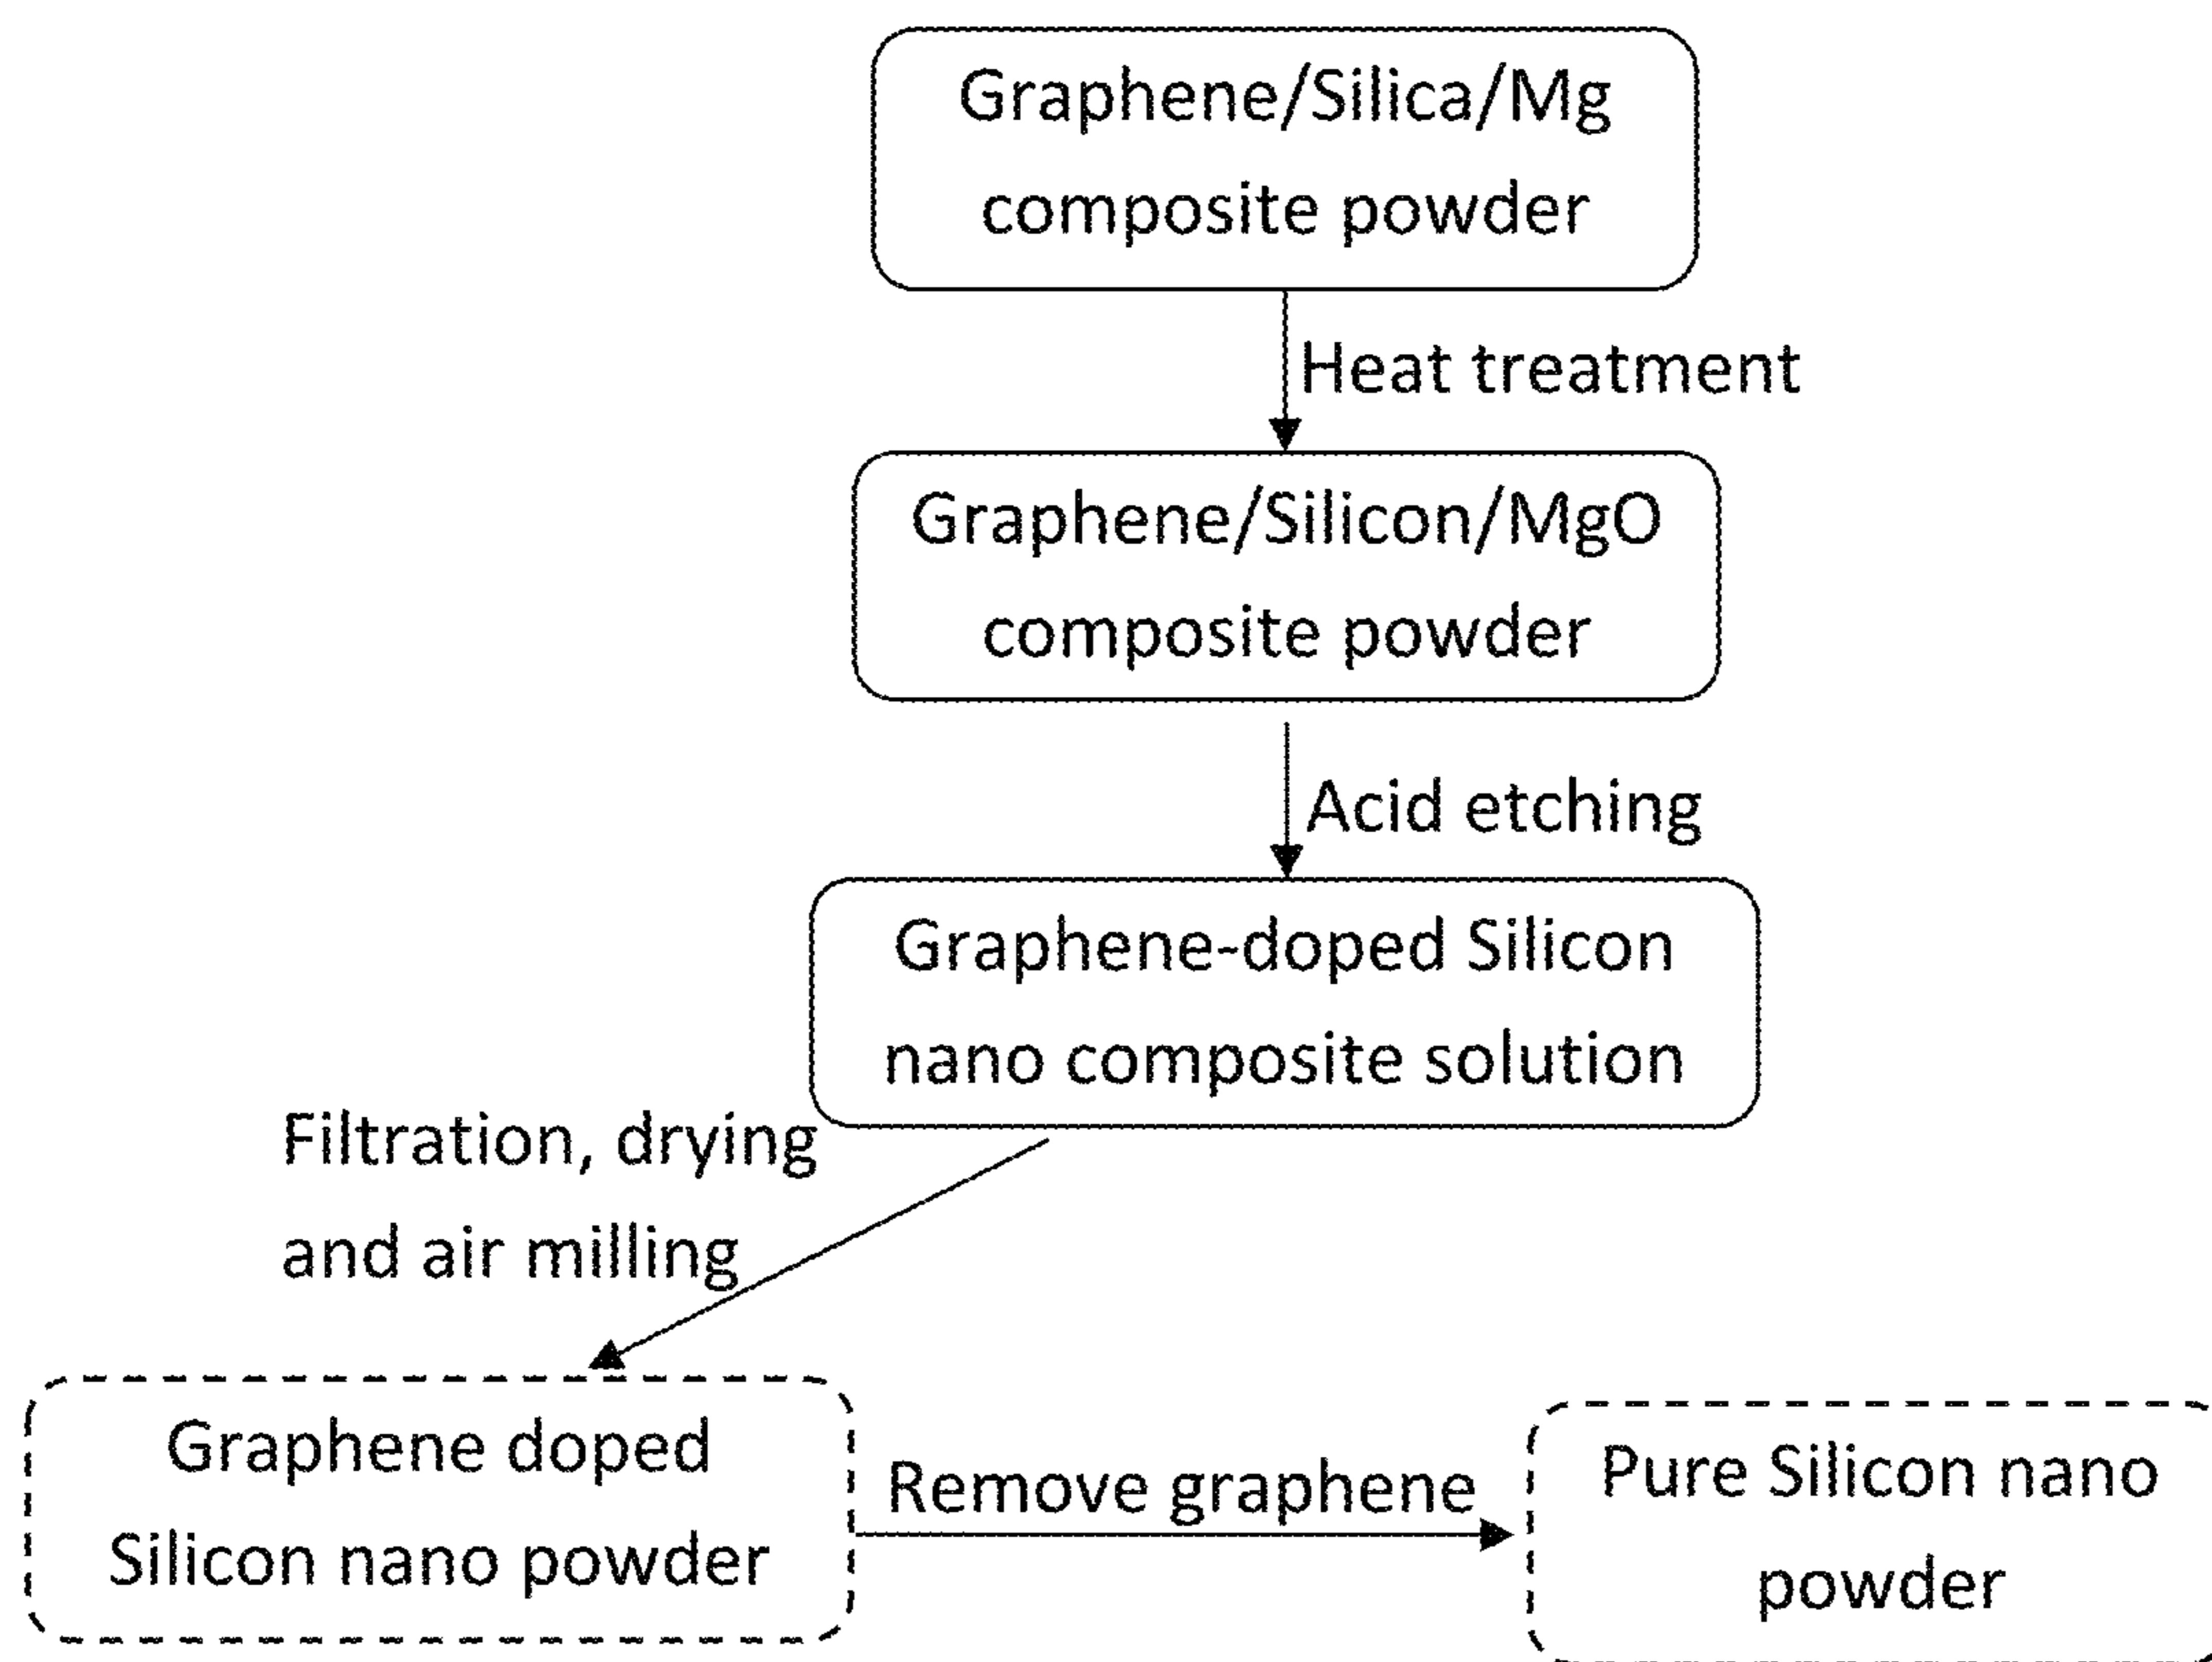 Graphene/Silica/Mg
composite powder
Heat treatment
Graphene/Silicon/MgO
composite powder
Acid etching
Graphene-doped Silicon
nano composite solution
Filtration, drying
and air milling
Graphene doped
Silicon nano powder
Remove graphene
Pure Silicon nano
powder